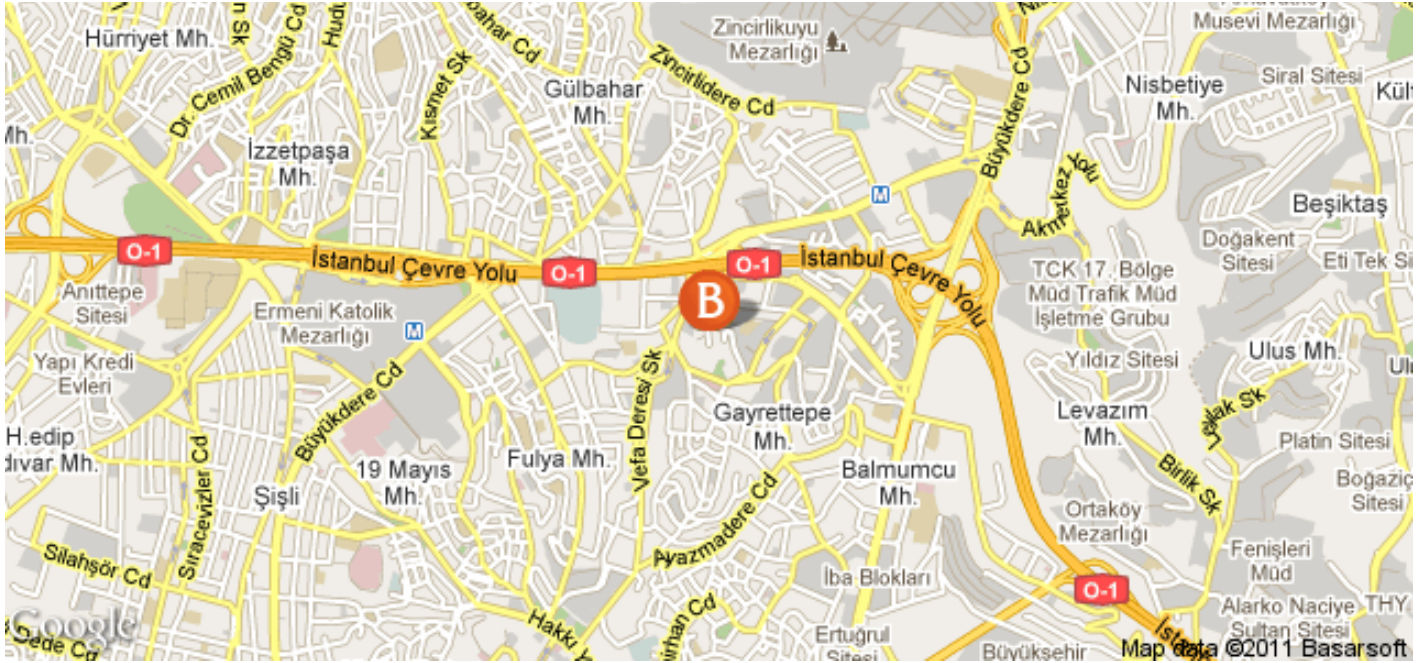 Hürriyet Mh.
Dr. Cemil Bengü Cd
Kısmet Sk
Gülbahar
Mh.
Zincirlikuyu
Mezarlığı
Zincirlidere Cd
Büyükdere Cd
Musevi Mezarlığı
Nisbetiye
Mh.
Siral Sitesi
İzzetpaşa
Mh.
M
Akmerkez Yolu
Beşiktaş
Doğakent
Sitesi
O-1
İstanbul Çevre Yolu
O-1
O-1
İstanbul Çevre Yolu
TCK 17. Bölge
Müd Trafik Müd
İşletme Grubu
Anıttepe
Sitesi
Ermeni Katolik
Mezarlığı
M
B
Yapı Kredi
Evleri
Yıldız Sitesi
Ulus Mh.
Büyükdere Cd
Vefa Deresi Sk
Gayrettepe
Mh.
Levazım
Mh.
Leylak Sk
Platin Sitesi
H.edip
Mh.
Sıracevizler Cd
Şişli
19 Mayıs
Mh.
Fulya Mh.
Balmumcu
Mh.
Birlik Sk
Sitesi
Ortaköy
Mezarlığı
Silahşör Cd
Ayazmadere Cd
İba Blokları
Fenişleri
Müd
O-1
Alarko Naciye
Sultan Sitesi
THY
Google
Dede Cd
Hakkı
Ertuğrul
Sitesi
Büyükşehir
Map data ©2011 Basarsoft